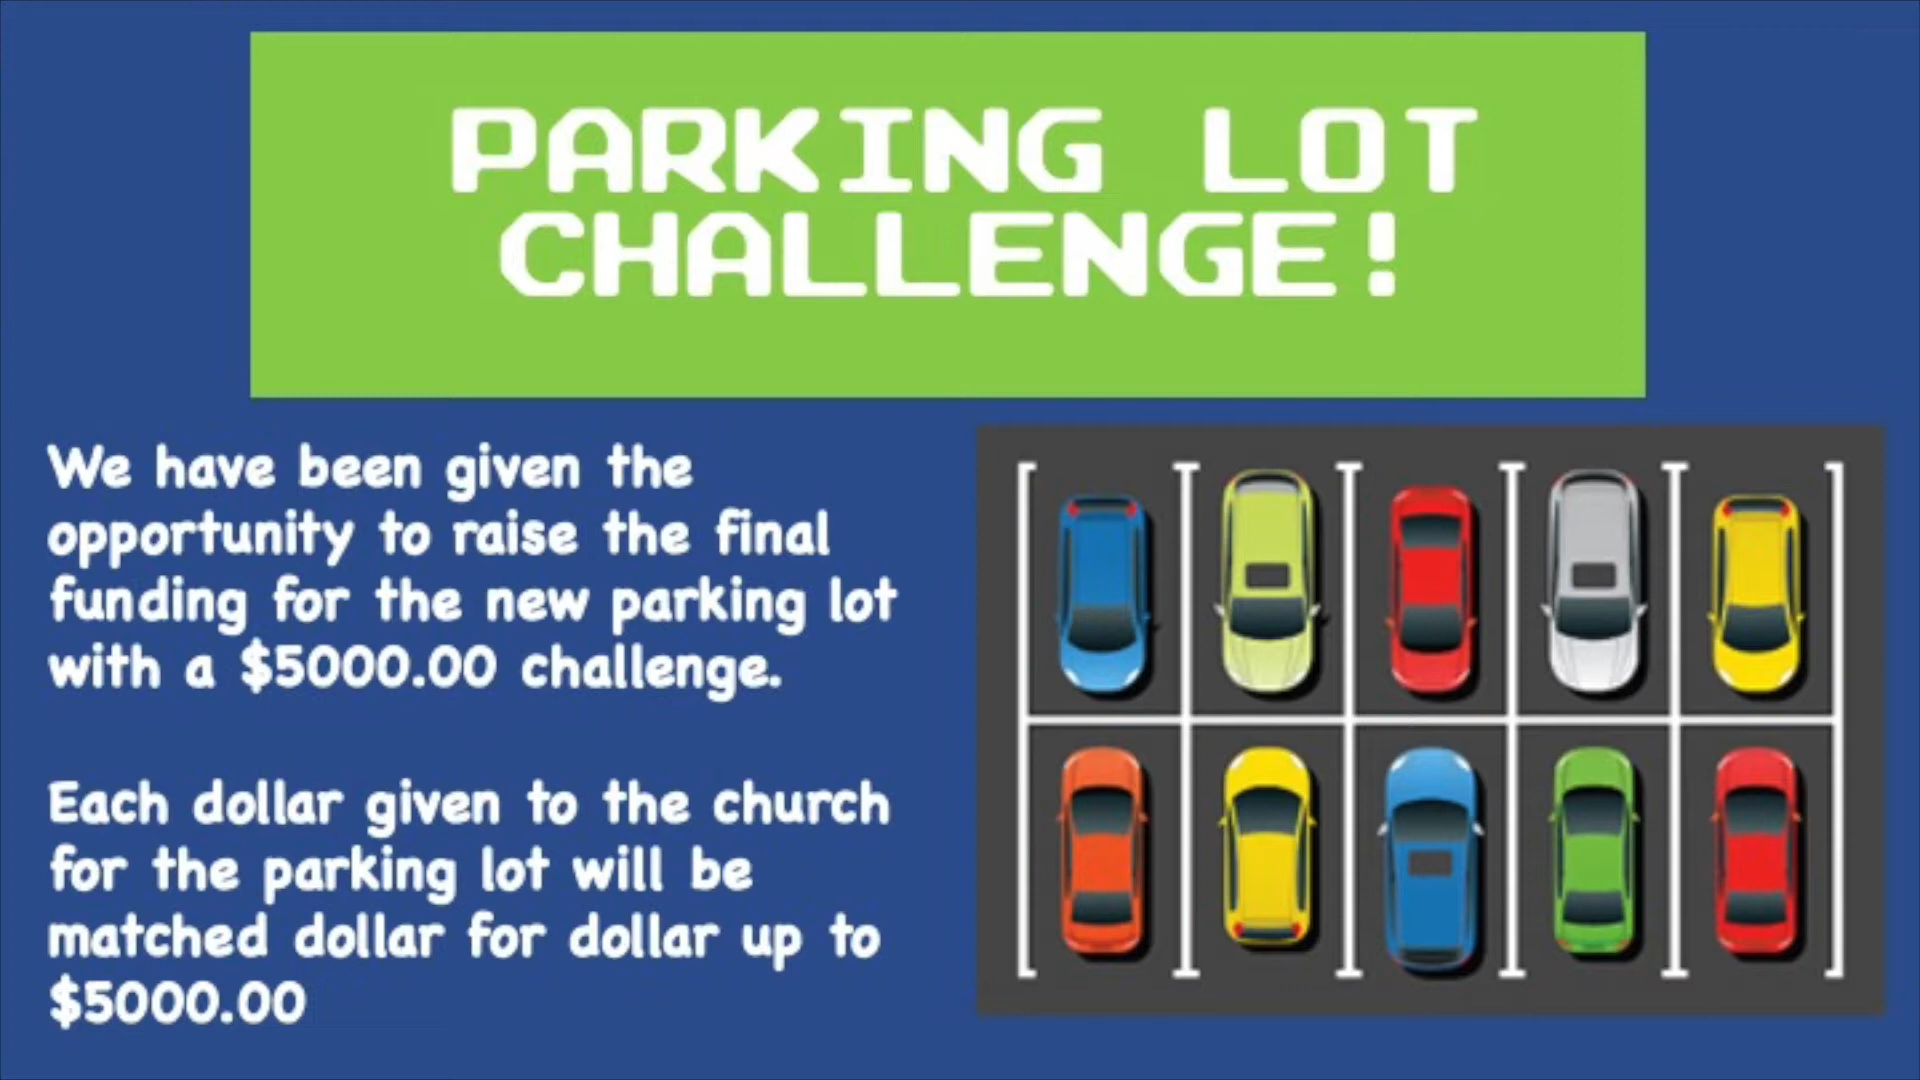 PARKING LOT
CHALLENGE!
We have been given the
opportunity to raise the final
funding for the new parking lot
with a $5000.00 challenge.
Each dollar given to the church
for the parking lot will be
matched dollar for dollar up to
$5000.00